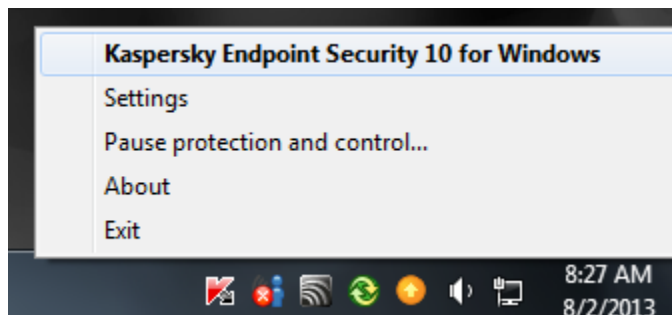 Kaspersky Endpoint Security 10 for Windows
Settings
Pause protection and control...
About
Exit
8:27 AM
8/2/2013